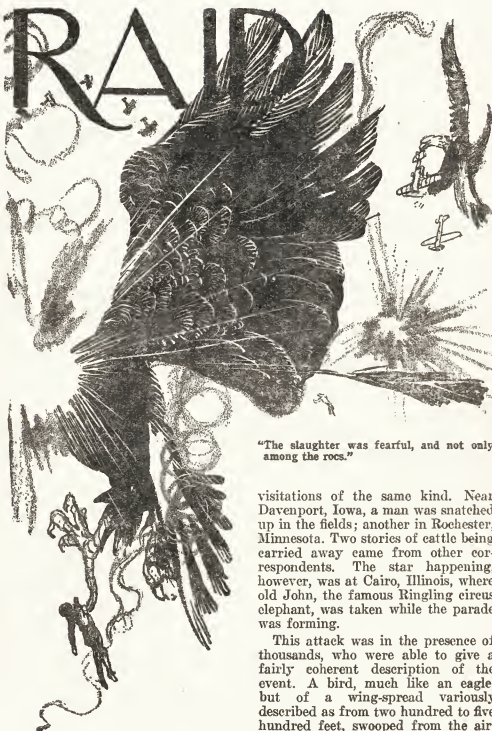 RAID
"The slaughter was fearful, and not only
among the rocs."
visitations of the same kind. Near
Davenport, Iowa, a man was snatched
up in the fields; another in Rochester,
Minnesota. Two stories of cattle being
carried away came from other cor-
respondents. The star happening,
however, was at Cairo, Illinois, where
old John, the famous Ringling circus
elephant, was taken while the parade
was forming.
This attack was in the presence of
thousands, who were able to give a
fairly coherent description of the
event. A bird, much like an eagle,
but of a wing-spread variously
described as from two hundred to five
hundred feet, swooped from the air,